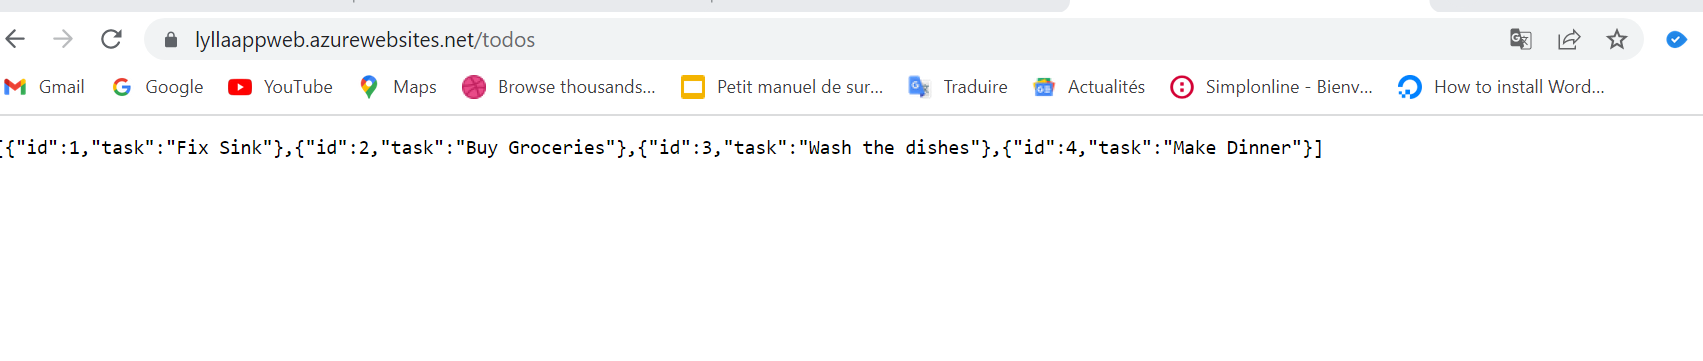 lyllaappweb.azurewebsites.net/todos
Gmail Google YouTube Maps Browse thousands... Petit manuel de sur... Traduire Actualités Simplonline - Bienv... How to install Word...
[{"id":1,"task":"Fix Sink"},{"id":2,"task":"Buy Groceries"},{"id":3,"task":"Wash the dishes"},{"id":4,"task":"Make Dinner"}]